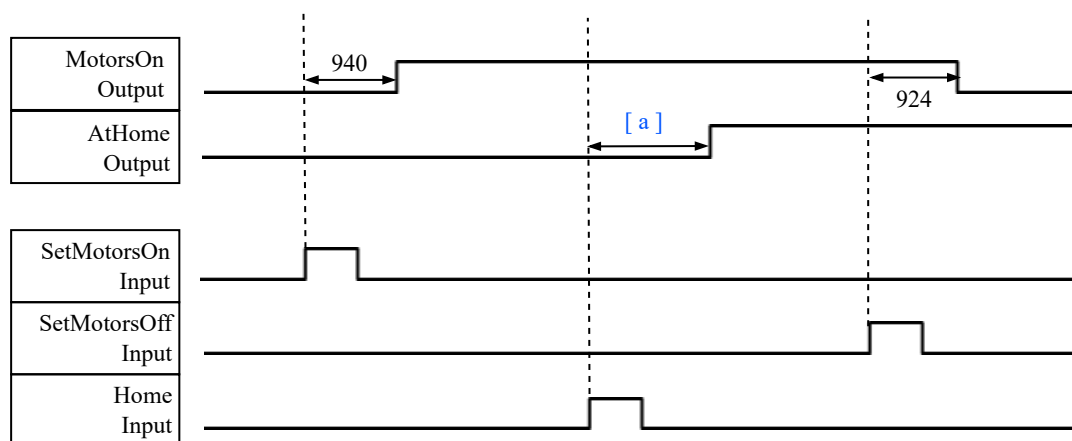 MotorsOn
Output
940
924
AtHome
Output
[ a ]
SetMotorsOn
Input
SetMotorsOff
Input
Home
Input